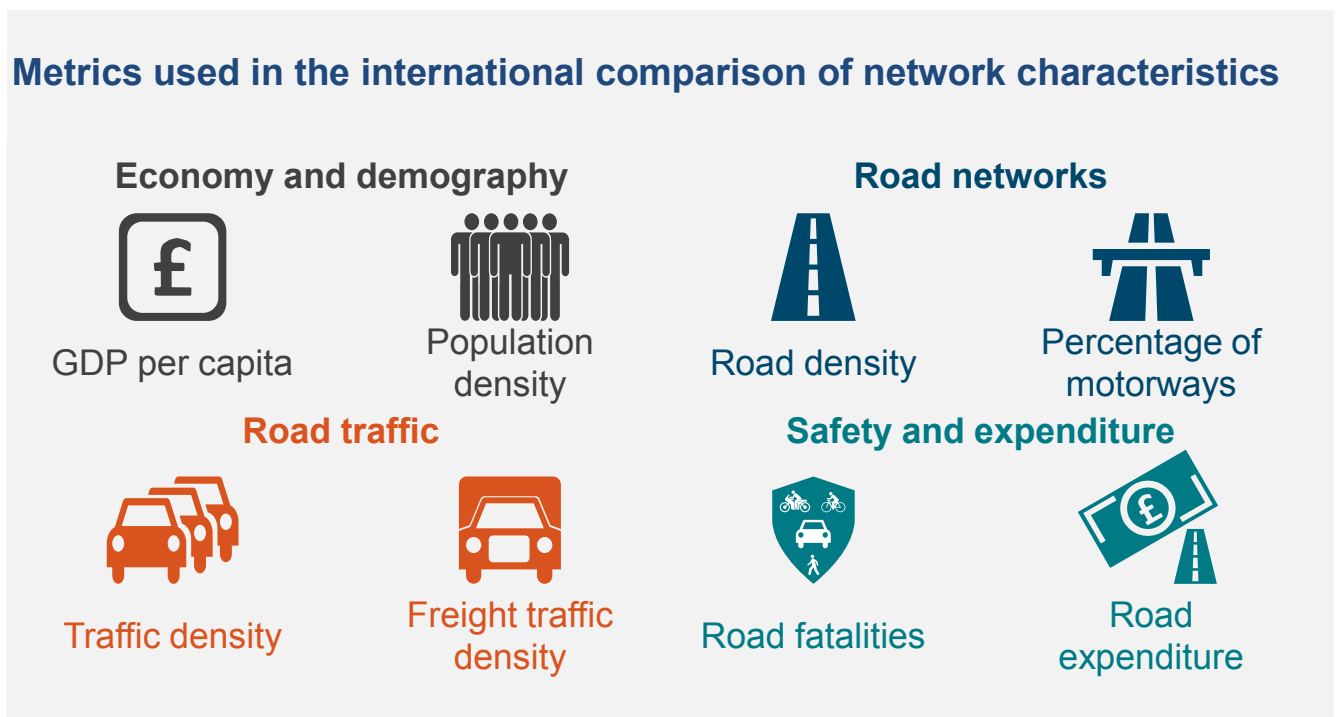 Metrics used in the international comparison of network characteristics
Economy and demography
£
GDP per capita
Population
density
Road networks
Road density
Percentage of
motorways
Road traffic
Traffic density
Freight traffic
density
Safety and expenditure
Road fatalities
£
Road
expenditure